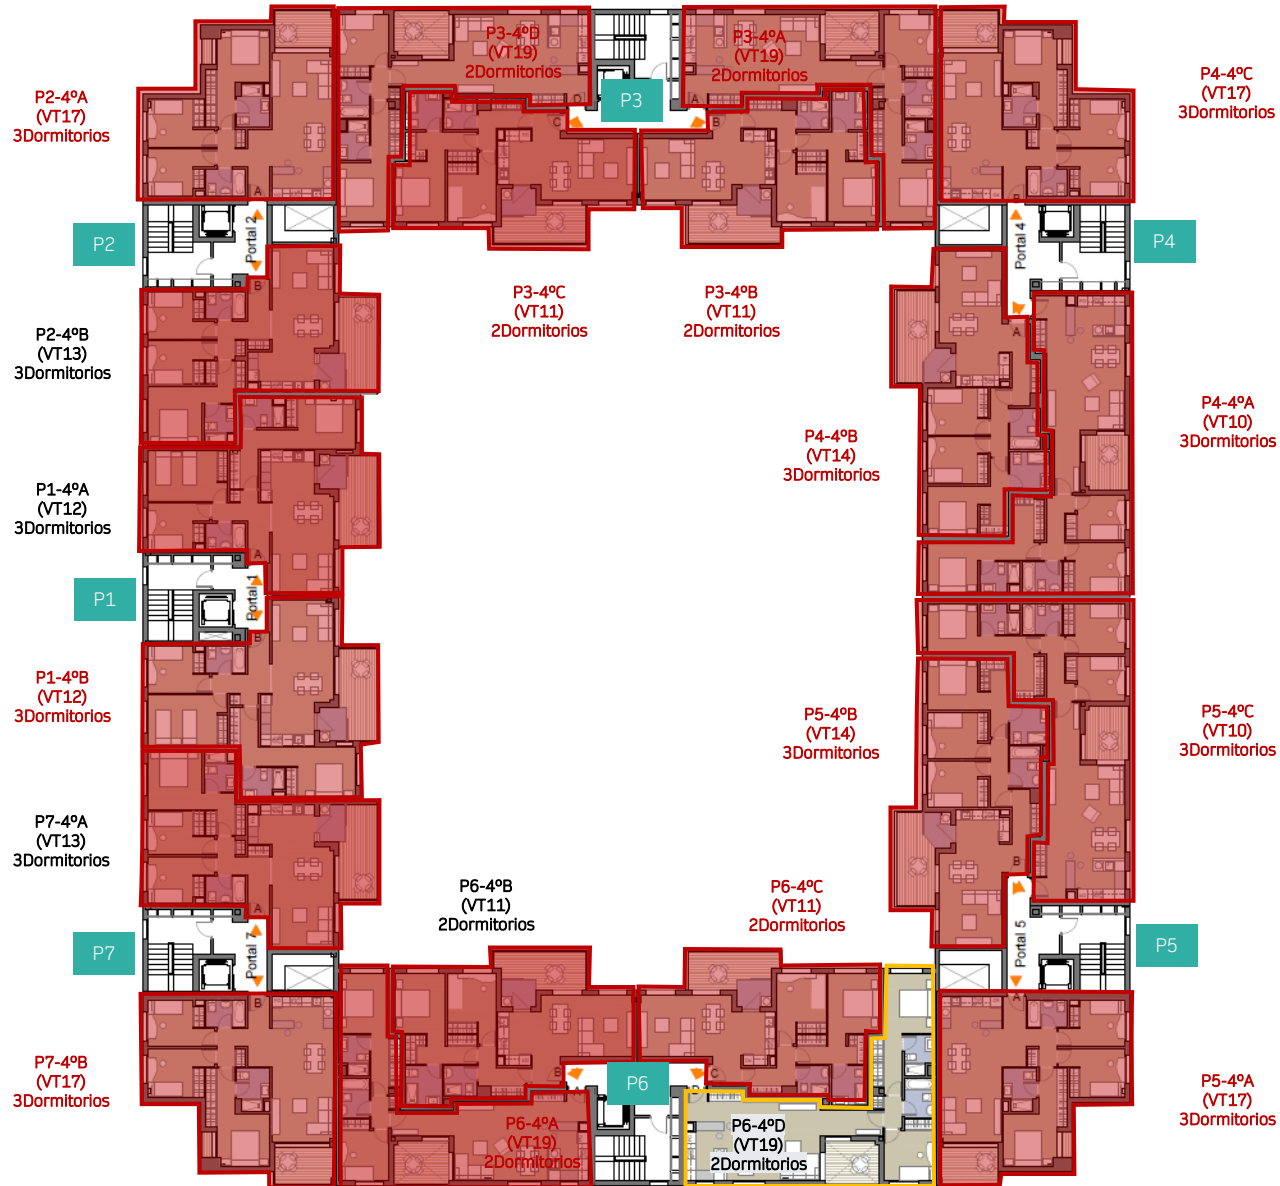 P3-4ºD
(VT19)
2Dormitorios
P3-4ºA
(VT19)
2Dormitorios
P2-4ºA
(VT17)
3Dormitorios
P4-4ºC
(VT17)
3Dormitorios
P3
D
A
C
B
A
B
P2
Portal 2
Portal 4
P4
B
A
P3-4ºC
(VT11)
2Dormitorios
P3-4ºB
(VT11)
2Dormitorios
P2-4ºB
(VT13)
3Dormitorios
P4-4ºA
(VT10)
3Dormitorios
P4-4ºB
(VT14)
3Dormitorios
P1-4ºA
(VT12)
3Dormitorios
A
P1
Portal 1
B
P1-4ºB
(VT12)
3Dormitorios
P5-4ºB
(VT14)
3Dormitorios
P5-4ºC
(VT10)
3Dormitorios
P7-4ºA
(VT13)
3Dormitorios
B
P6-4ºB
(VT11)
2Dormitorios
P6-4ºC
(VT11)
2Dormitorios
A
P7
Portal 7
Portal 5
P5
B
A
P7-4ºB
(VT17)
3Dormitorios
B
C
P6
A
D
P5-4ºA
(VT17)
3Dormitorios
P6-4ºA
(VT19)
2Dormitorios
P6-4ºD
(VT19)
2Dormitorios